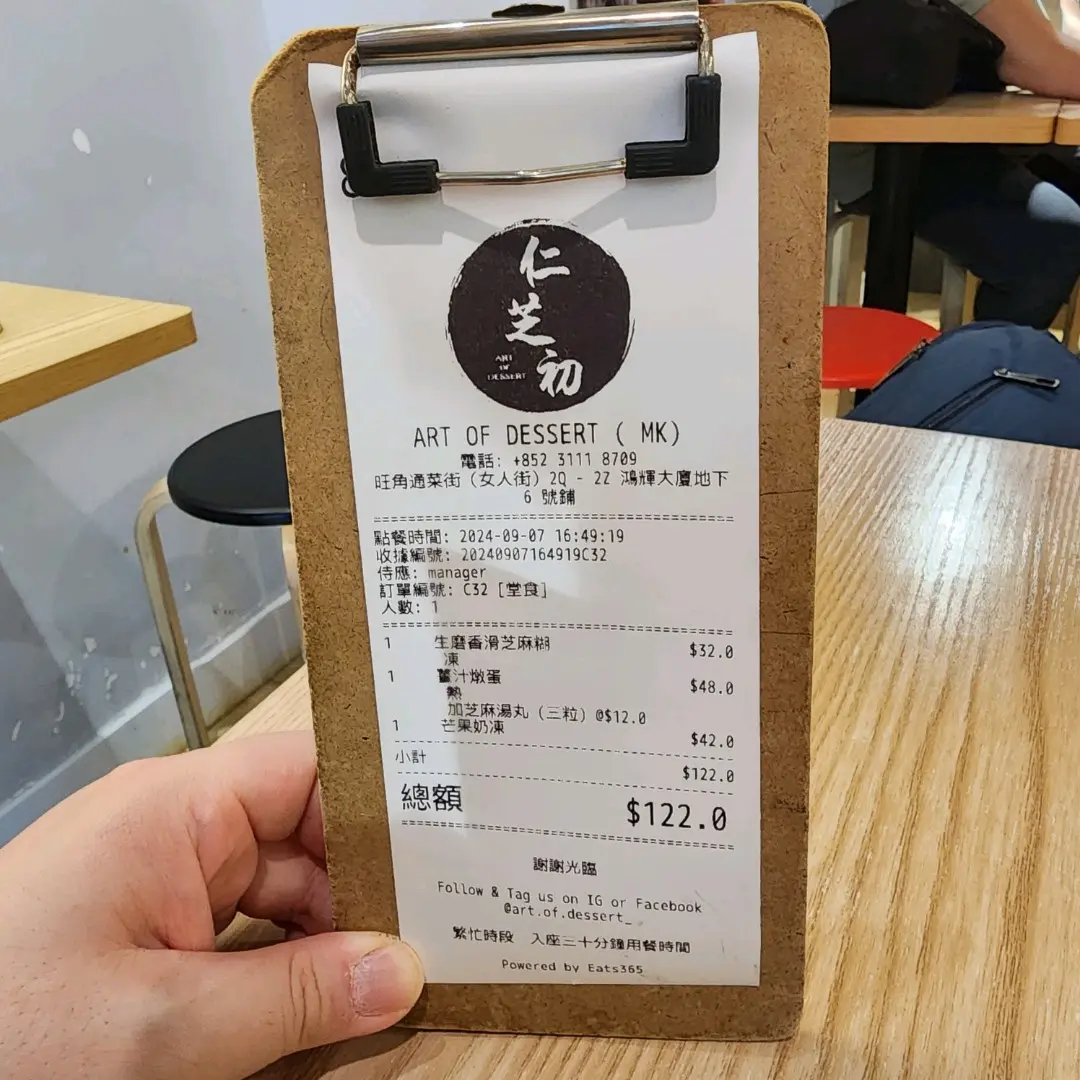 仁芝初
ART
OF
DESSERT
ART OF DESSERT ( MK)
電話: +852 3111 8709
旺角通菜街 (女人街) 2Q - 2Z 鴻輝大廈地下
6 號鋪
點餐時間: 2024-09-07 16:49:19
收據編號: 20240907164919C32
侍應: manager
訂單編號: C32 [堂食]
人數: 1
1 生磨香滑芝麻糊 $32.0
凍
1 薑汁燉蛋 $48.0
熱
加芝麻湯丸 (三粒) @$12.0
1 芒果奶凍 $42.0
小計 $122.0
總額 $122.0
謝謝光臨
Follow & Tag us on IG or Facebook
@art.of.dessert_
繁忙時段 入座三十分鐘用餐時間
Powered by Eats365